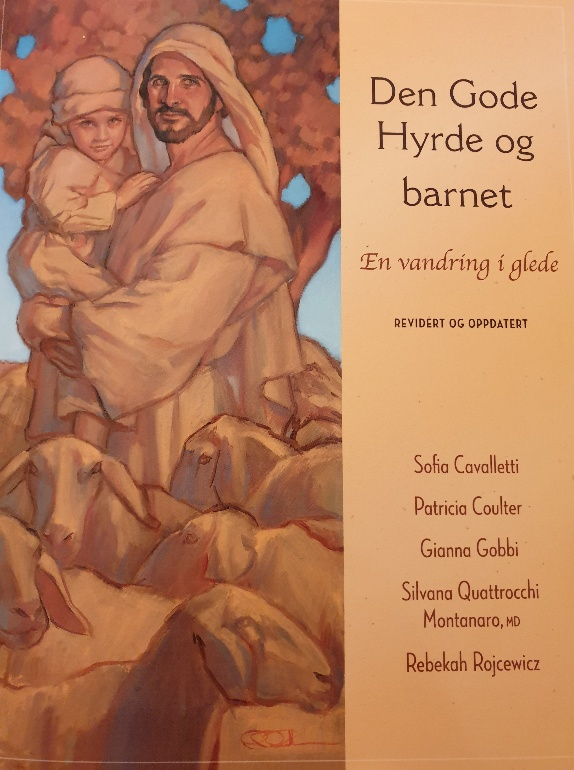 Den Gode
Hyrde og
barnet
En vandring i glede
REVIDERT OG OPPDATERT
Sofia Cavalletti
Patricia Coulter
Gianna Gobbi
Silvana Quattrocchi
Montanaro, MD
Rebekah Rojcewicz